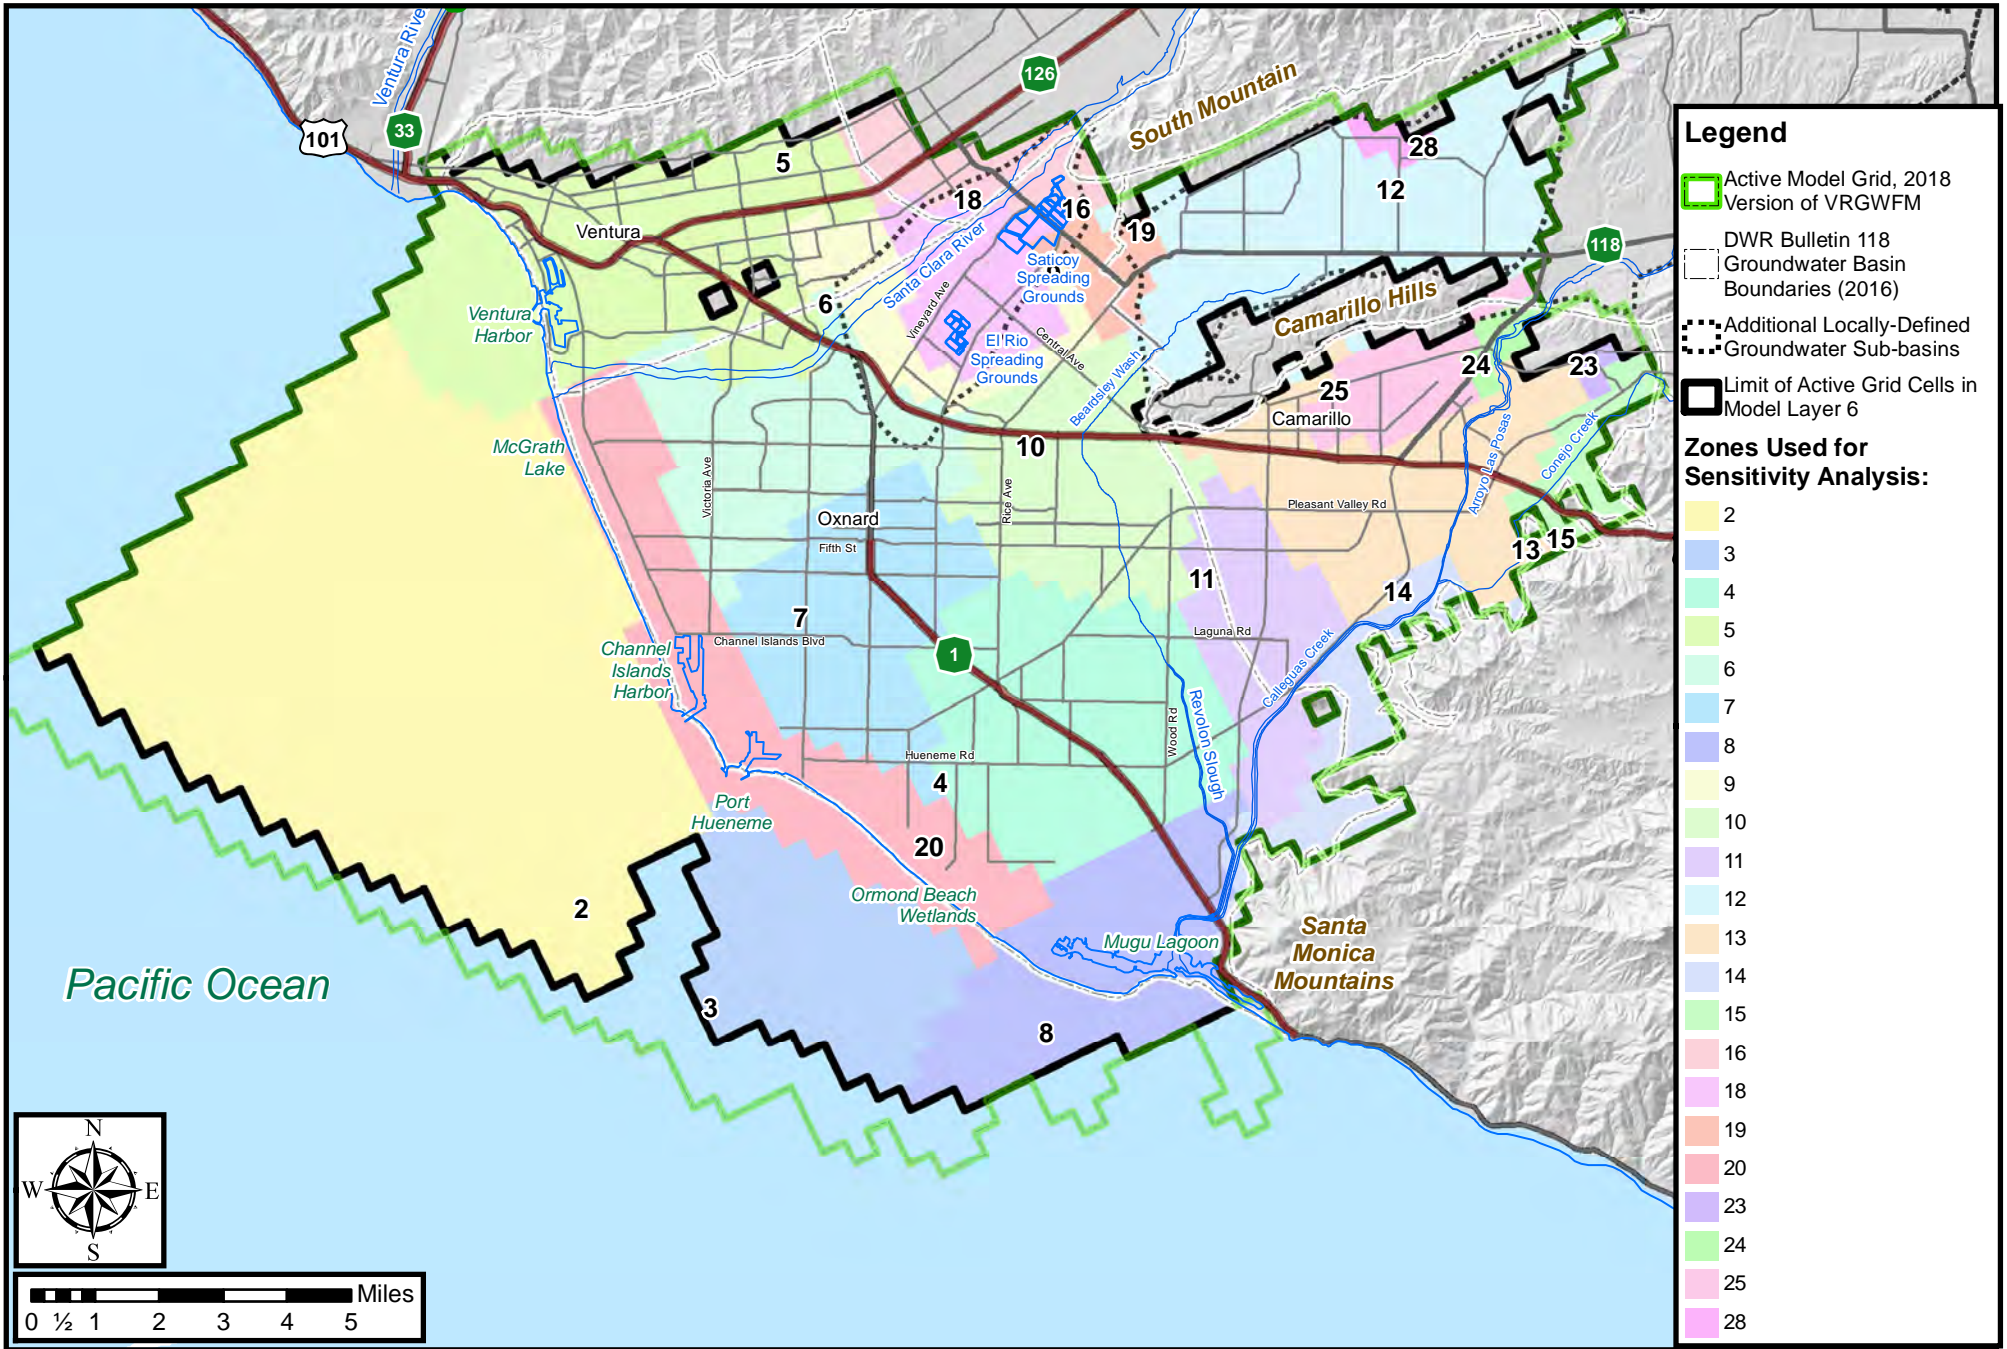 Ventura River
33
101
126
South Mountain
5
28
12
18
16
19
118
Ventura
Santa Clara River
Saticoy
Spreading
Grounds
Vineyard Ave
6
Ventura
Harbor
El Rio
Spreading
Grounds
Central Ave
Camarillo Hills
Beardsley Wash
24
23
25
Camarillo
McGrath
Lake
10
Victoria Ave
Rice Ave
Arroyo Las Posas
Conejo Creek
Pleasant Valley Rd
Oxnard
Fifth St
13
15
11
14
7
Channel Islands Blvd
Laguna Rd
Channel
Islands
Harbor
1
Calleguas Creek
Revolon Slough
Wood Rd
Hueneme Rd
4
Port
Hueneme
20
Ormond Beach
Wetlands
2
Mugu Lagoon
Santa
Monica
Mountains
Pacific Ocean
3
8
N
W
E
S
Miles
0 ½ 1 2 3 4 5
Legend
Active Model Grid, 2018
Version of VRGWFM
DWR Bulletin 118
Groundwater Basin
Boundaries (2016)
Additional Locally-Defined
Groundwater Sub-basins
Limit of Active Grid Cells in
Model Layer 6
Zones Used for
Sensitivity Analysis:
2
3
4
5
6
7
8
9
10
11
12
13
14
15
16
18
19
20
23
24
25
28